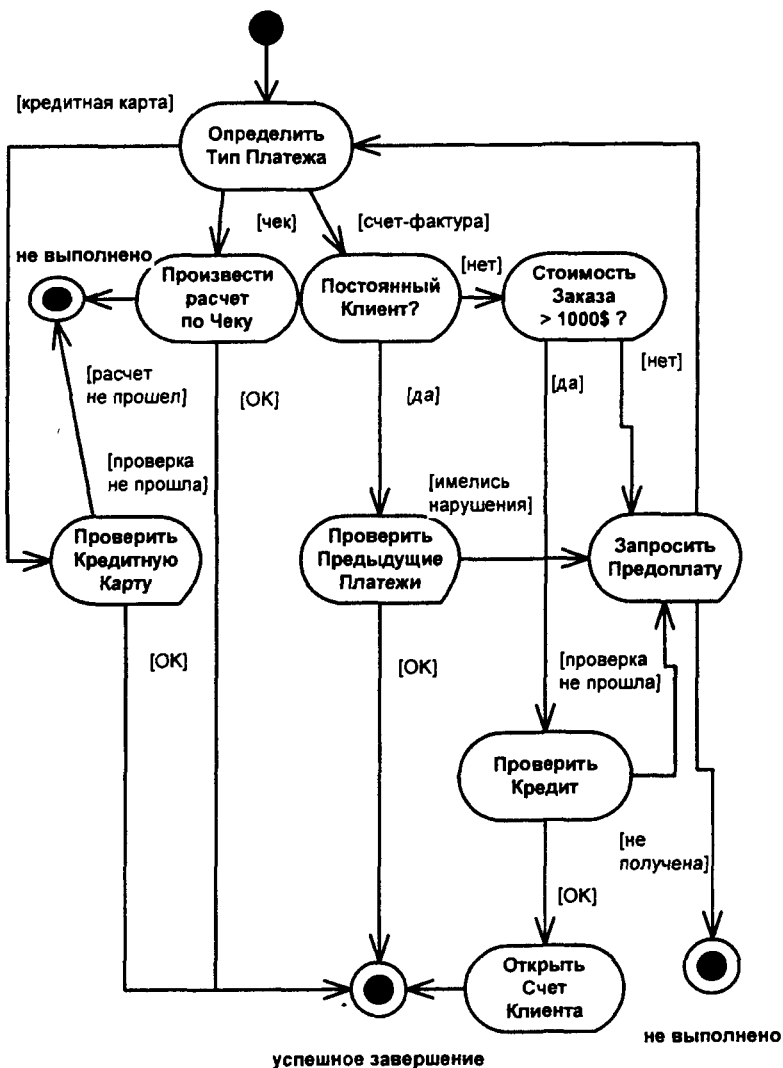 [кредитная карта]
Определить
Тип Платежа
[чек]
[счет-фактура]
не выполнено
Произвести
расчет
по Чеку
Постоянный
Клиент?
[нет]
Стоимость
Заказа
> 1000$ ?
[расчет
не прошел]
[OK]
[да]
[да]
[нет]
[проверка
не прошла]
[имелись
нарушения]
Проверить
Кредитную
Карту
Проверить
Предыдущие
Платежи
Запросить
Предоплату
[OK]
[OK]
[проверка
не прошла]
Проверить
Кредит
[не
получена]
[OK]
Открыть
Счет
Клиента
не выполнено
успешное завершение